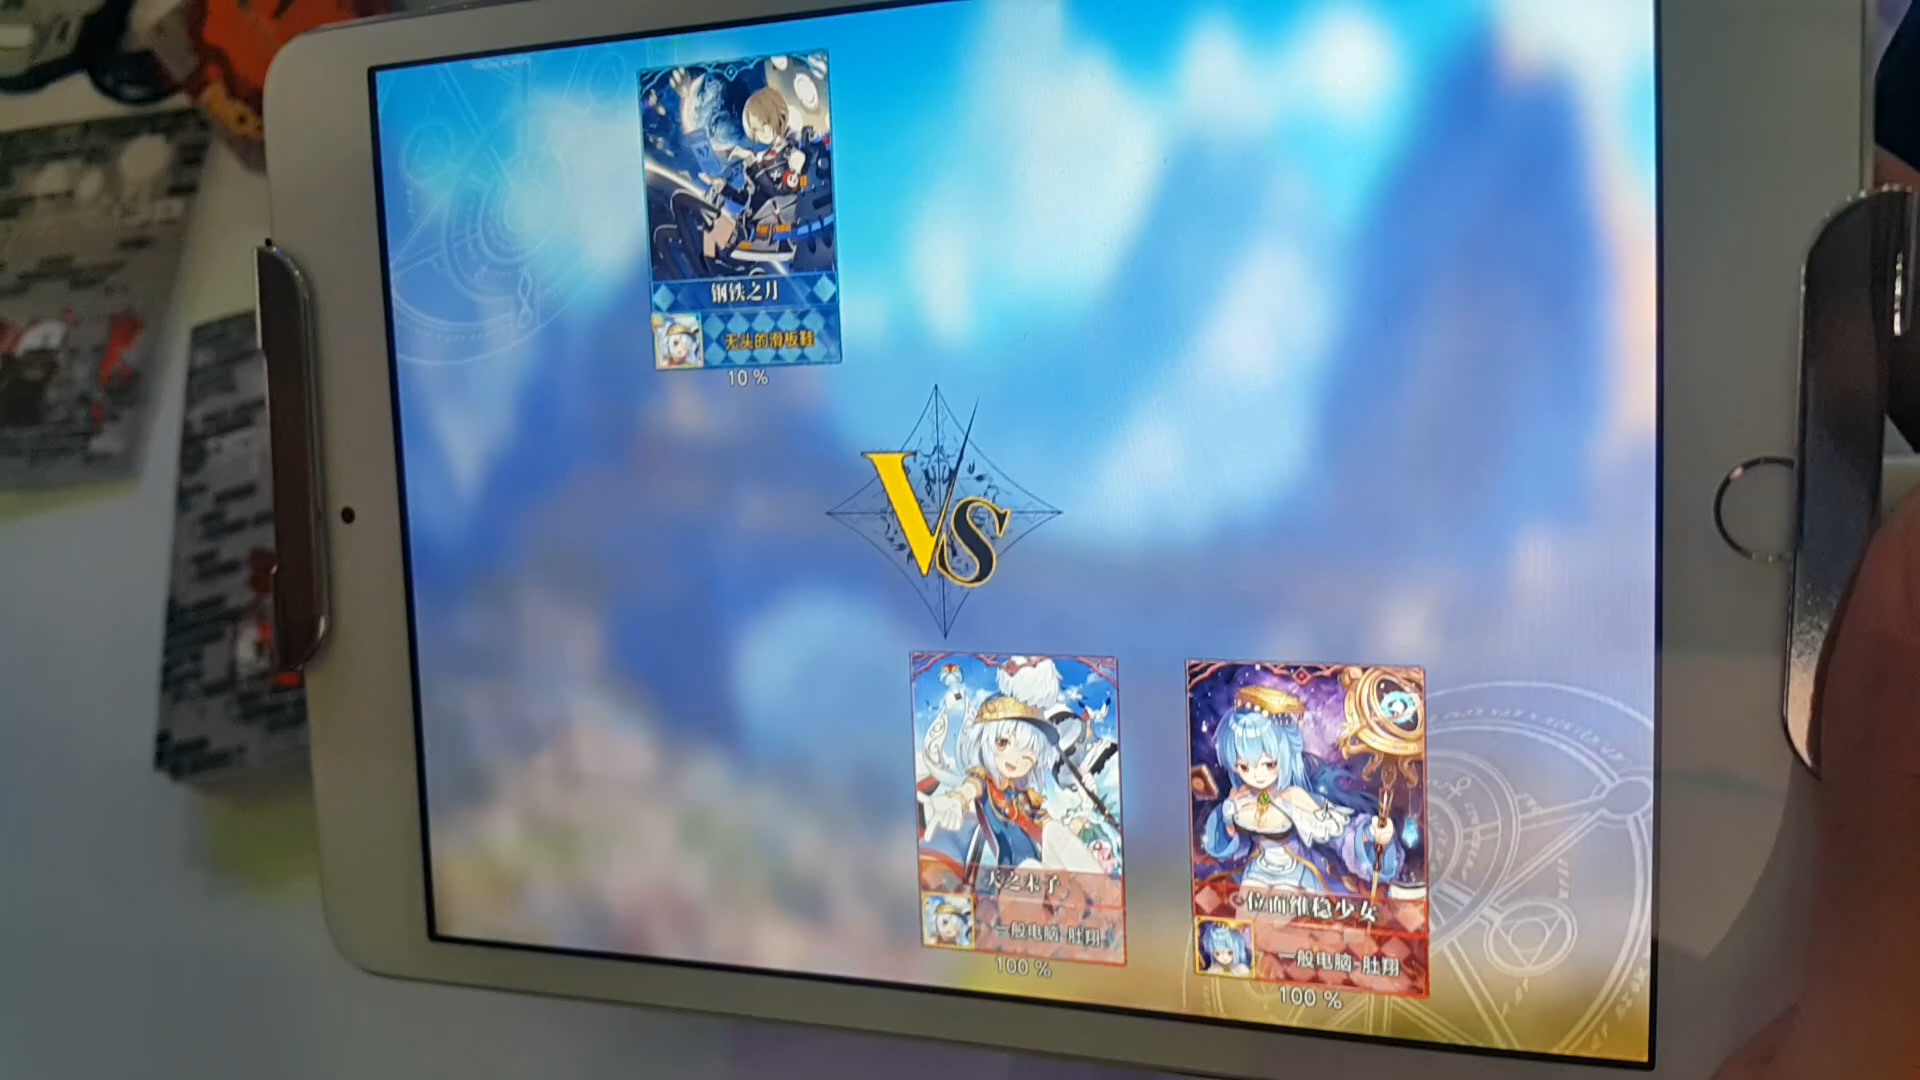 钢铁之月
无头的滑板鞋
10 %
VS
天之末子
一般电脑-肚翔
100 %
位面维稳少女
一般电脑-肚翔
100 %